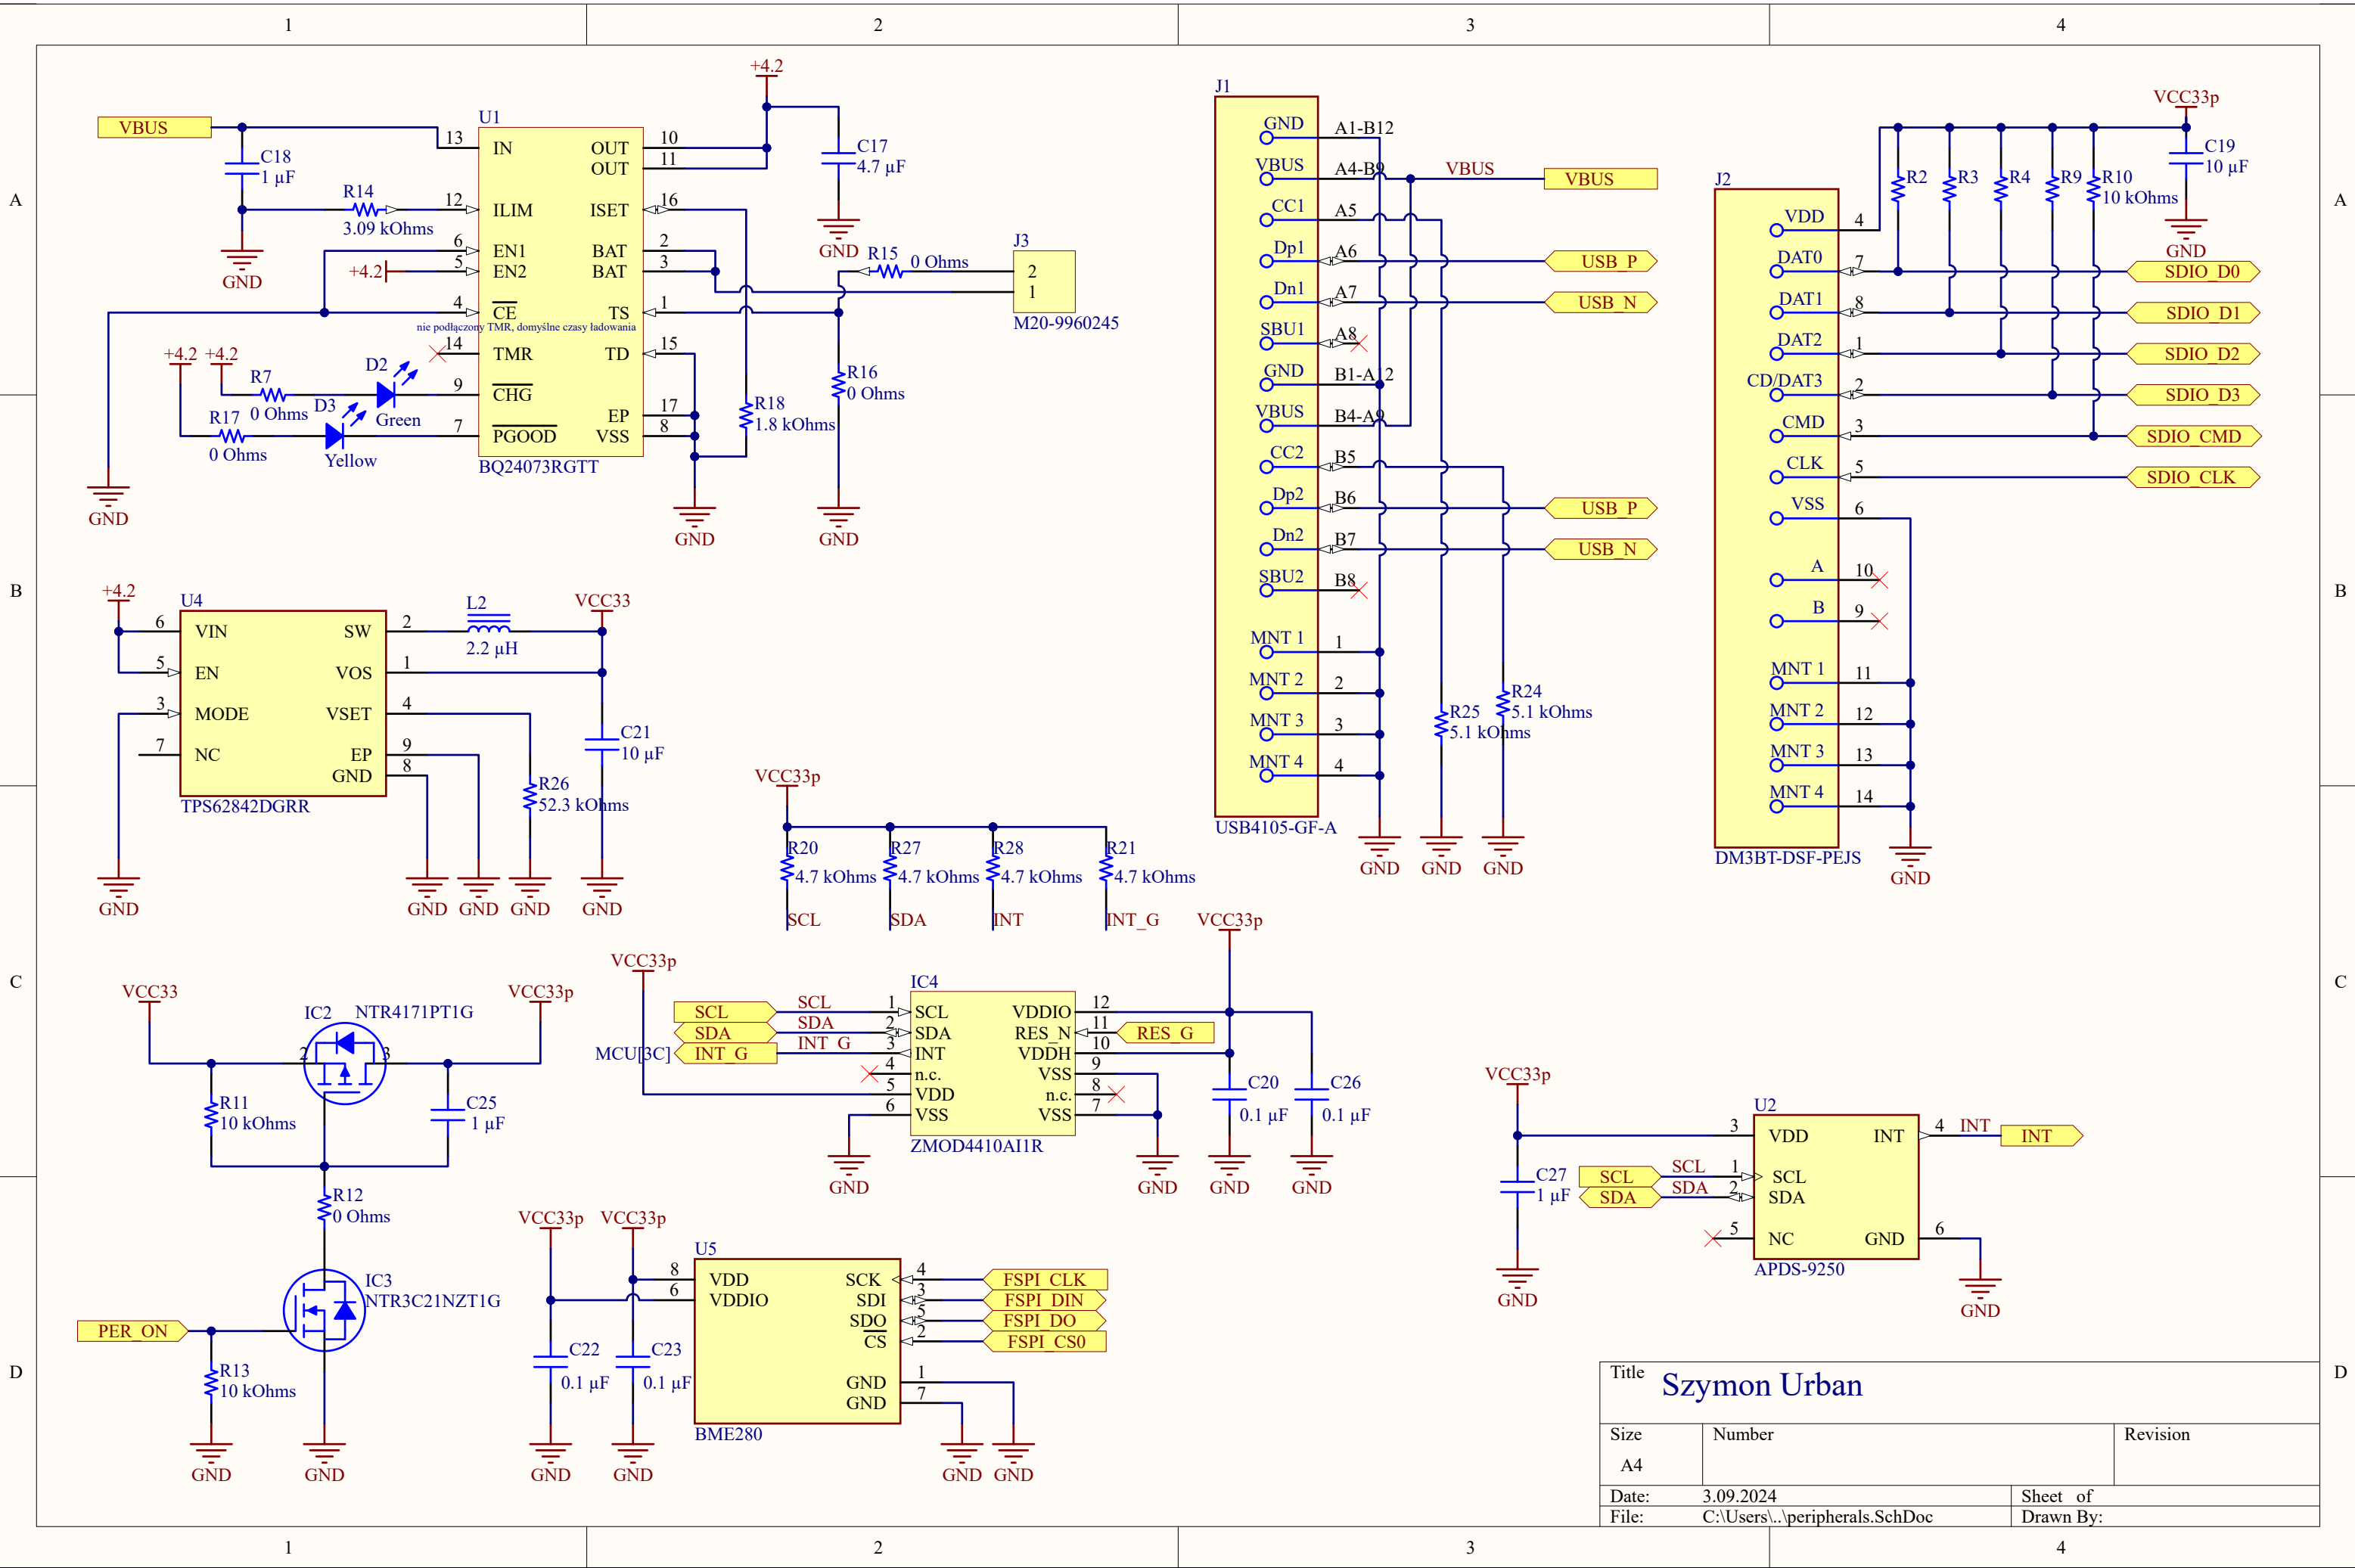 1
2
3
4
A
B
C
D
A
B
C
D
VBUS
C18
1 µF
R14
3.09 kOhms
GND
U1
13 IN
12 ILIM
6 EN1
+4.2 5 EN2
4 CE
nie podłączony TMR, domyślne czasy ładowania
14 TMR
9 CHG
7 PGOOD
OUT 10
OUT 11
ISET 16
BAT 2
BAT 3
TS 1
TD 15
EP 17
VSS 8
BQ24073RGTT
+4.2
C17
4.7 µF
GND
R15
0 Ohms
J3
2
1
M20-9960245
R16
0 Ohms
R18
1.8 kOhms
GND
GND
+4.2 +4.2
R7
0 Ohms
D2
Green
R17
0 Ohms
D3
Yellow
GND
J1
GND A1-B12
VBUS A4-B9 VBUS VBUS
CC1 A5
Dp1 A6 USB_P
Dn1 A7 USB_N
SBU1 A8
GND B1-A12
VBUS B4-A9
CC2 B5
Dp2 B6 USB_P
Dn2 B7 USB_N
SBU2 B8
MNT 1 1
MNT 2 2
MNT 3 3
MNT 4 4
USB4105-GF-A
R25
5.1 kOhms
R24
5.1 kOhms
GND GND GND
J2
VCC33p
C19
10 µF
GND
R2 R3 R4 R9 R10
10 kOhms
VDD 4
DAT0 7 SDIO_D0
DAT1 8 SDIO_D1
DAT2 1 SDIO_D2
CD/DAT3 2 SDIO_D3
CMD 3 SDIO_CMD
CLK 5 SDIO_CLK
VSS 6
A 10
B 9
MNT 1 11
MNT 2 12
MNT 3 13
MNT 4 14
DM3BT-DSF-PEJS
GND
+4.2
U4
6 VIN
5 EN
3 MODE
7 NC
SW 2
VOS 1
VSET 4
EP 9
GND 8
TPS62842DGRR
L2
2.2 µH
VCC33
C21
10 µF
R26
52.3 kOhms
GND GND GND GND GND
VCC33p
R20 R27 R28 R21
4.7 kOhms 4.7 kOhms 4.7 kOhms 4.7 kOhms
SCL SDA INT INT_G
VCC33
IC2
NTR4171PT1G
VCC33p
2 3
R11
10 kOhms
C25
1 µF
R12
0 Ohms
IC3
NTR3C21NZT1G
PER_ON
R13
10 kOhms
GND GND
VCC33p
VCC33p
IC4
SCL SCL 1 SCL
SDA SDA 2 SDA
MCU[3C] INT_G INT_G 3 INT
4 n.c.
5 VDD
6 VSS
VDDIO 12
RES_N 11 RES_G
VDDH 10
VSS 9
n.c. 8
VSS 7
ZMOD4410AI1R
C20
0.1 µF
C26
0.1 µF
GND GND GND GND
VCC33p VCC33p
U5
8 VDD
6 VDDIO
SCK 4 FSPI_CLK
SDI 3 FSPI_DIN
SDO 5 FSPI_DO
CS 2 FSPI_CS0
GND 1
GND 7
BME280
C22
0.1 µF
C23
0.1 µF
GND GND GND GND
VCC33p
U2
3 VDD
SCL SCL 1 SCL
SDA SDA 2 SDA
5 NC
INT 4 INT INT
GND 6
APDS-9250
C27
1 µF
GND GND
Title Szymon Urban
Size Number Revision
A4
Date: 3.09.2024 Sheet of
File: C:\Users\..\peripherals.SchDoc Drawn By:
1
2
3
4